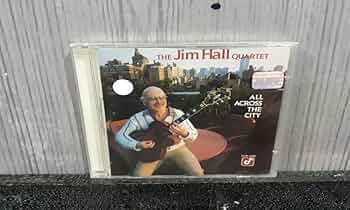 THE Jim Hall QUARTET
ALL
ACROSS
THE
CITY